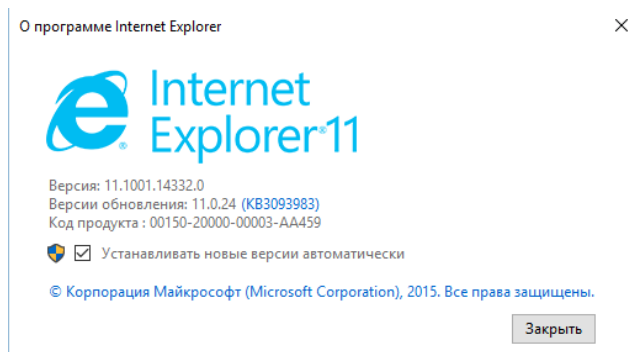 О программе Internet Explorer
Internet
Explorer®11
Версия: 11.1001.14332.0
Версии обновления: 11.0.24 (KB3093983)
Код продукта : 00150-20000-00003-AA459
Устанавливать новые версии автоматически
© Корпорация Майкрософт (Microsoft Corporation), 2015. Все права защищены.
Закрыть